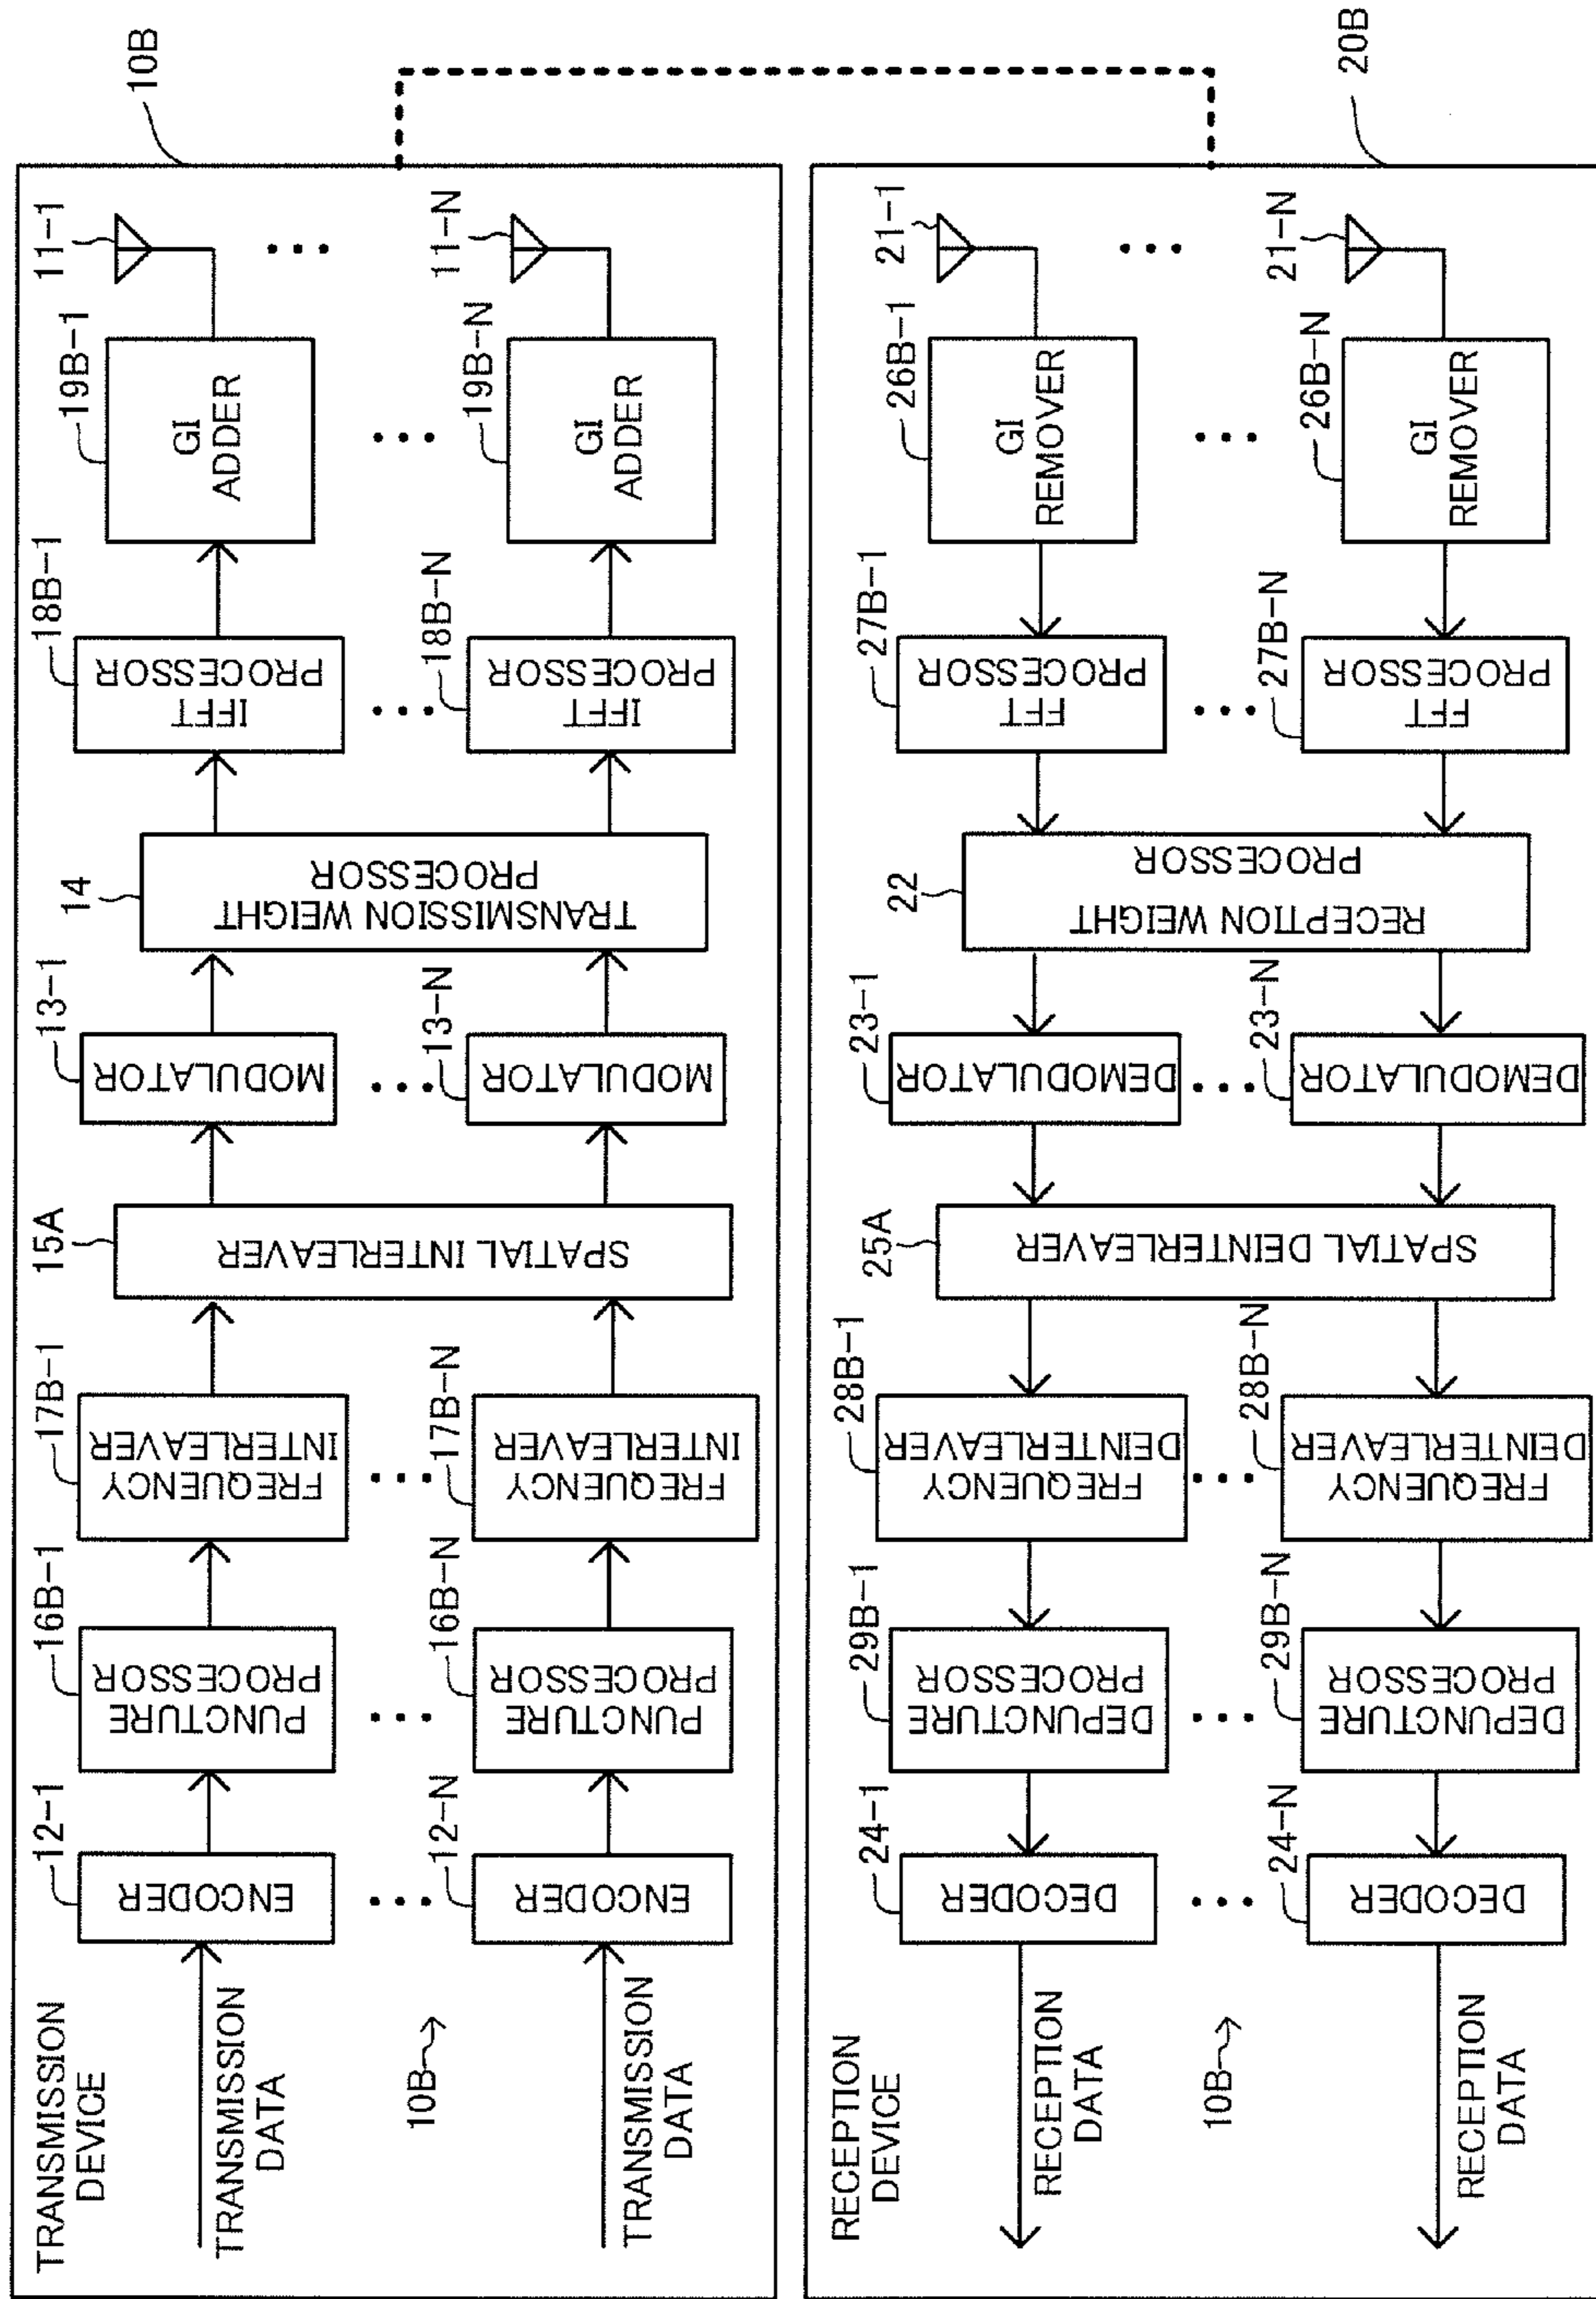 TRANSMISSION
DEVICE
10B
TRANSMISSION
DATA
12-1
ENCODER
16B-1
PUNCTURE
PROCESSOR
17B-1
FREQUENCY
INTERLEAVER
15A
SPATIAL INTERLEAVER
13-1
MODULATOR
14
TRANSMISSION WEIGHT
PROCESSOR
18B-1
IFFT
PROCESSOR
19B-1
GI
ADDER
11-1
10B
TRANSMISSION
DATA
12-N
ENCODER
16B-N
PUNCTURE
PROCESSOR
17B-N
FREQUENCY
INTERLEAVER
13-N
MODULATOR
18B-N
IFFT
PROCESSOR
19B-N
GI
ADDER
11-N
RECEPTION
DEVICE
20B
RECEPTION
DATA
24-1
DECODER
29B-1
DEPUNCTURE
PROCESSOR
28B-1
FREQUENCY
DEINTERLEAVER
25A
SPATIAL DEINTERLEAVER
23-1
DEMODULATOR
22
RECEPTION WEIGHT
PROCESSOR
27B-1
FFT
PROCESSOR
26B-1
GI
REMOVER
21-1
10B
RECEPTION
DATA
24-N
DECODER
29B-N
DEPUNCTURE
PROCESSOR
28B-N
FREQUENCY
DEINTERLEAVER
23-N
DEMODULATOR
27B-N
FFT
PROCESSOR
26B-N
GI
REMOVER
21-N